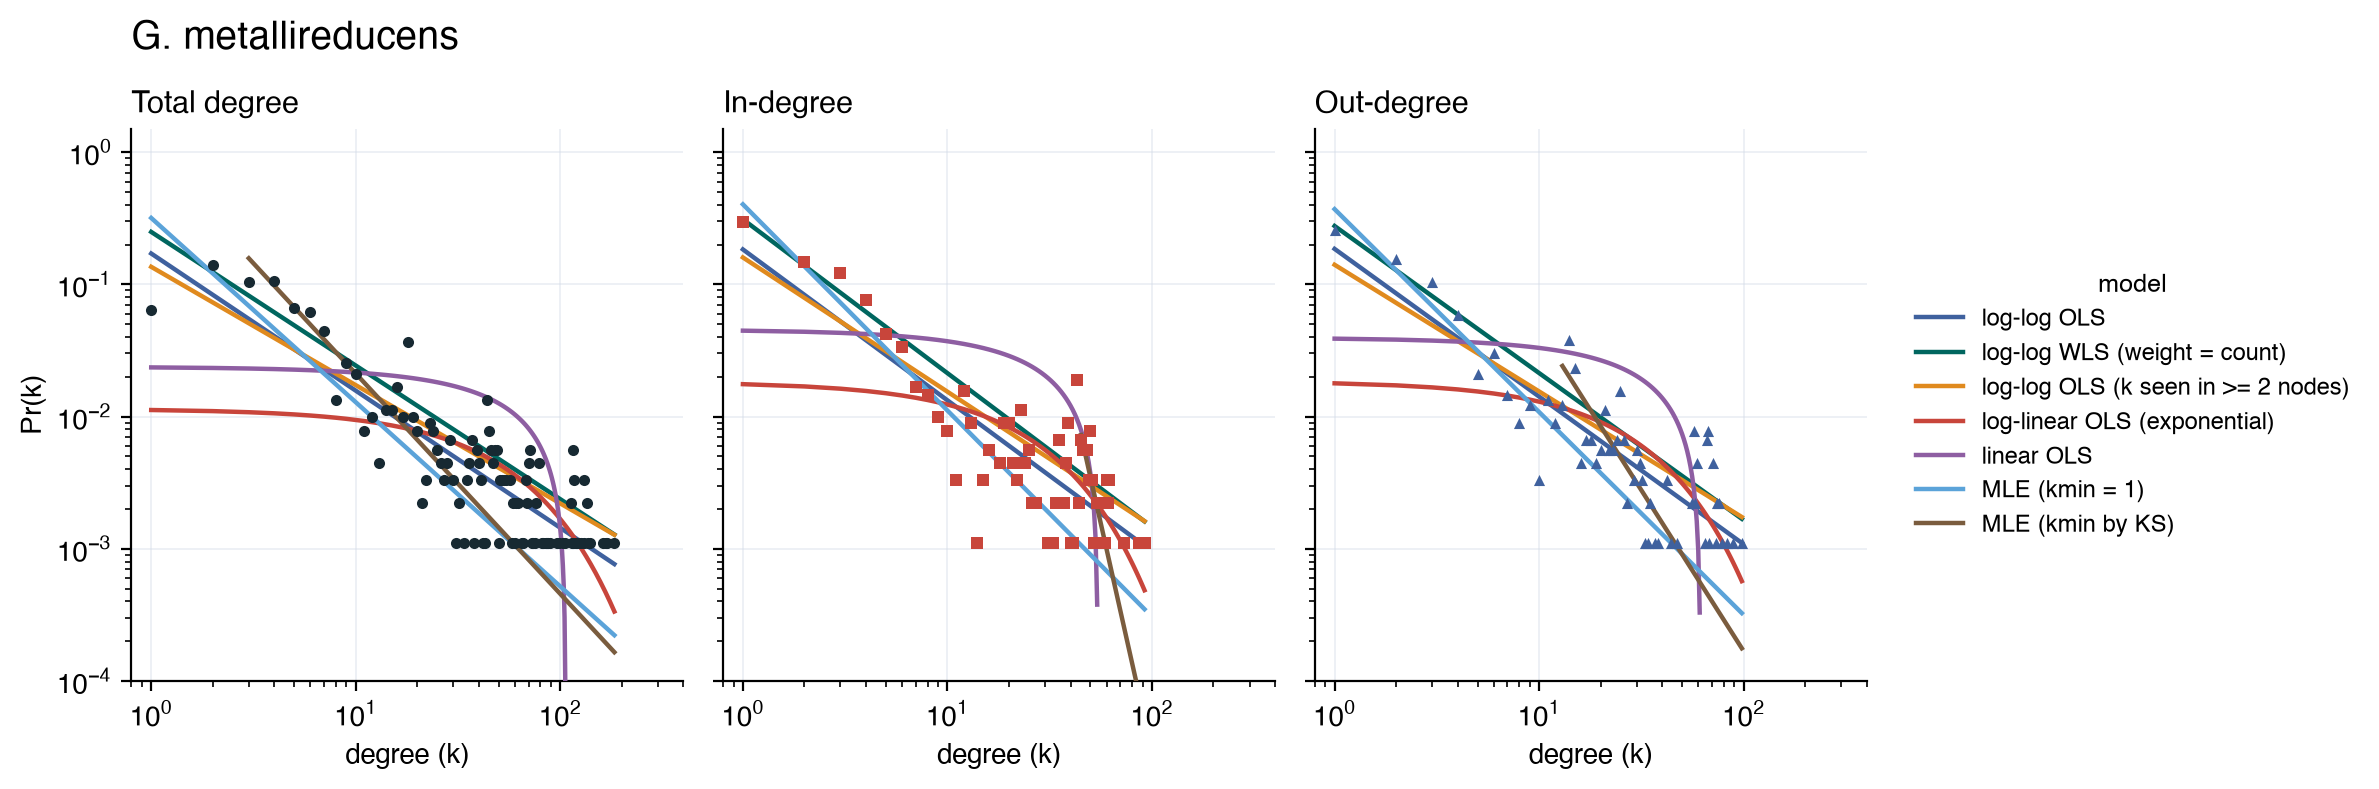 G. metallireducens
Total degree
In-degree
Out-degree
Pr(k)
10^0
10^-1
10^-2
10^-3
10^-4
10^0 10^1 10^2
10^0 10^1 10^2
10^0 10^1 10^2
degree (k)
degree (k)
degree (k)
model
log-log OLS
log-log WLS (weight = count)
log-log OLS (k seen in >= 2 nodes)
log-linear OLS (exponential)
linear OLS
MLE (kmin = 1)
MLE (kmin by KS)